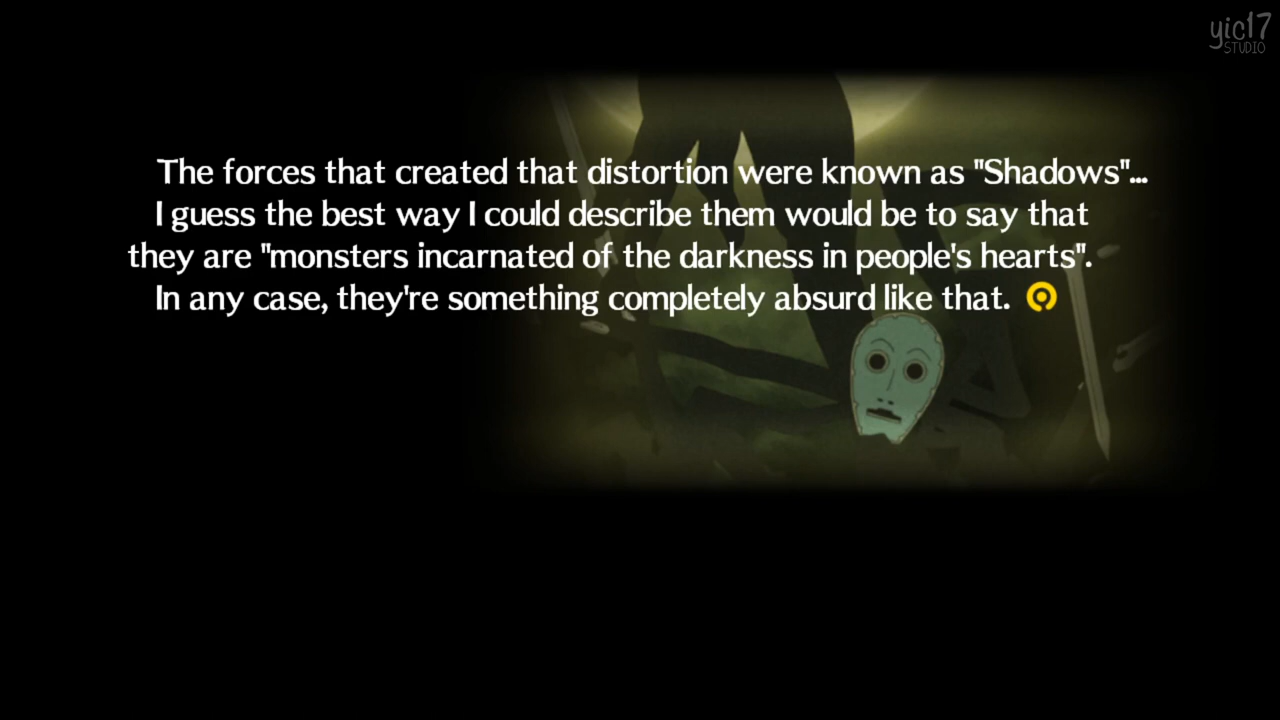 yic17
STUDIO
The forces that created that distortion were known as "Shadows"...
I guess the best way I could describe them would be to say that
they are "monsters incarnated of the darkness in people's hearts".
In any case, they're something completely absurd like that.